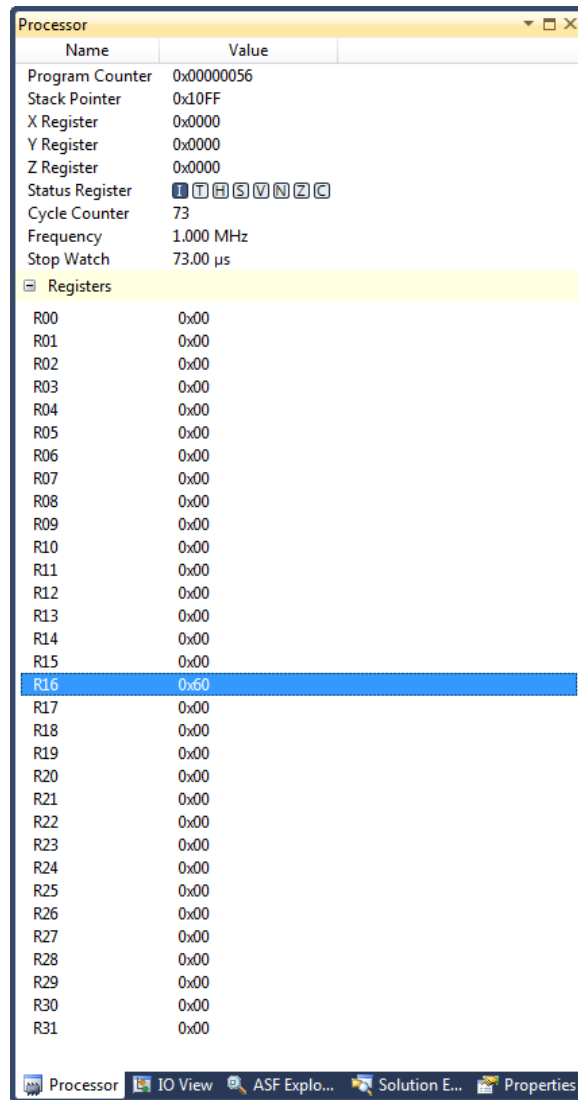 Processor
Name Value
Program Counter 0x00000056
Stack Pointer 0x10FF
X Register 0x0000
Y Register 0x0000
Z Register 0x0000
Status Register I T H S V N Z C
Cycle Counter 73
Frequency 1.000 MHz
Stop Watch 73.00 µs
Registers
R00 0x00
R01 0x00
R02 0x00
R03 0x00
R04 0x00
R05 0x00
R06 0x00
R07 0x00
R08 0x00
R09 0x00
R10 0x00
R11 0x00
R12 0x00
R13 0x00
R14 0x00
R15 0x00
R16 0x60
R17 0x00
R18 0x00
R19 0x00
R20 0x00
R21 0x00
R22 0x00
R23 0x00
R24 0x00
R25 0x00
R26 0x00
R27 0x00
R28 0x00
R29 0x00
R30 0x00
R31 0x00
Processor IO View ASF Explo... Solution E... Properties